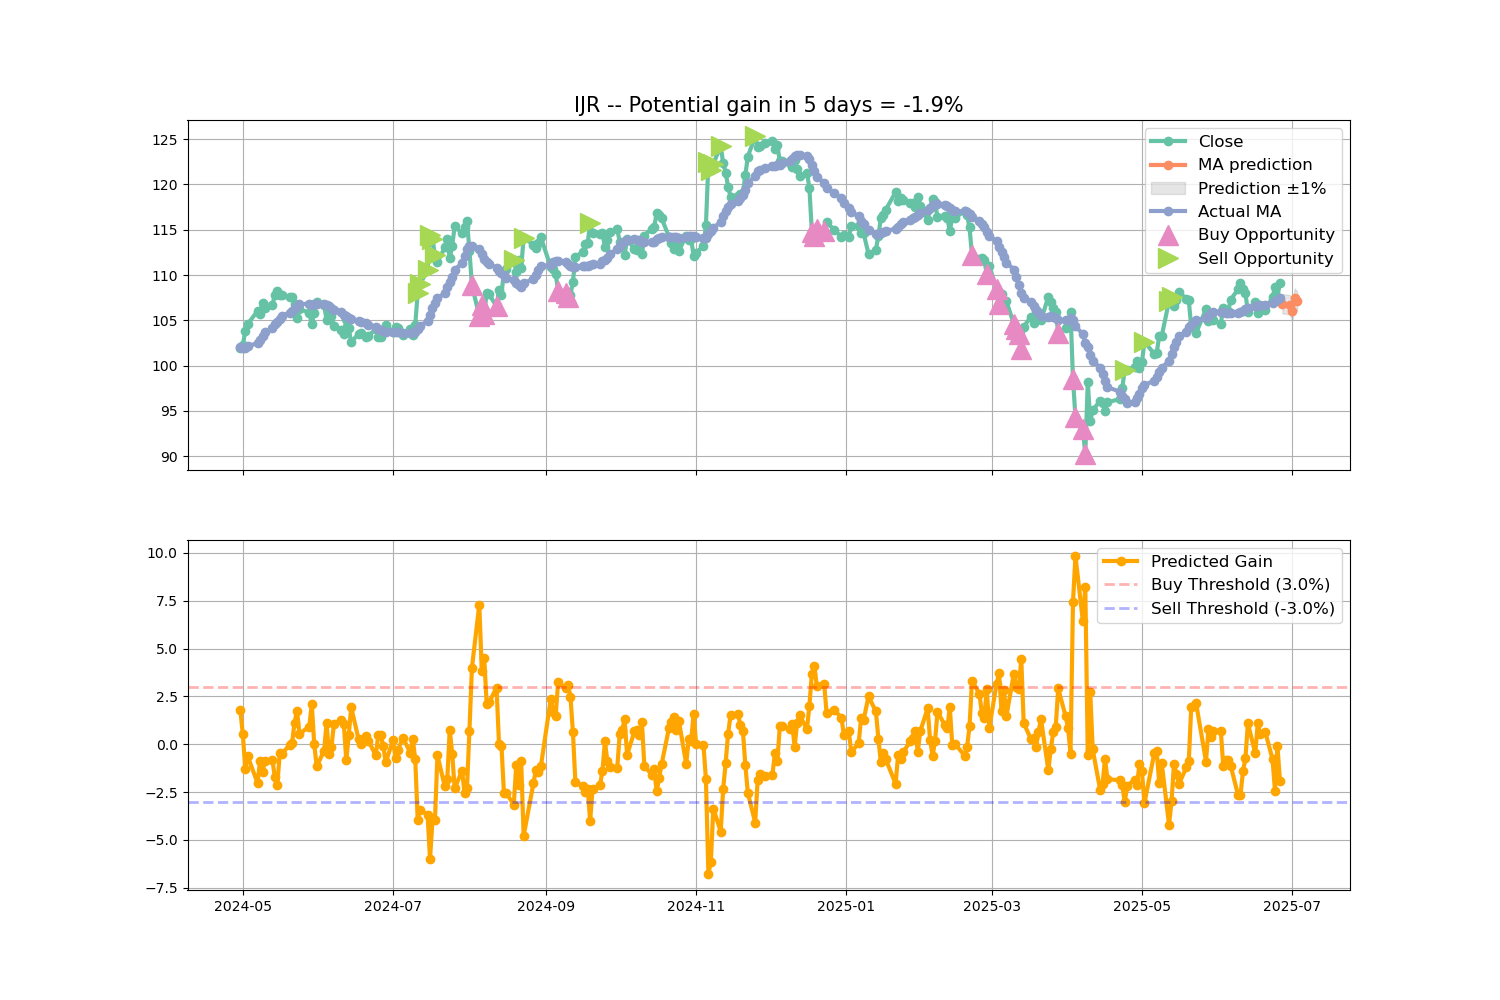 IJR -- Potential gain in 5 days = -1.9%
125
120
115
110
105
100
95
90
Close
MA prediction
Prediction ±1%
Actual MA
Buy Opportunity
Sell Opportunity
10.0
7.5
5.0
2.5
0.0
−2.5
−5.0
−7.5
Predicted Gain
Buy Threshold (3.0%)
Sell Threshold (-3.0%)
2024-05
2024-07
2024-09
2024-11
2025-01
2025-03
2025-05
2025-07